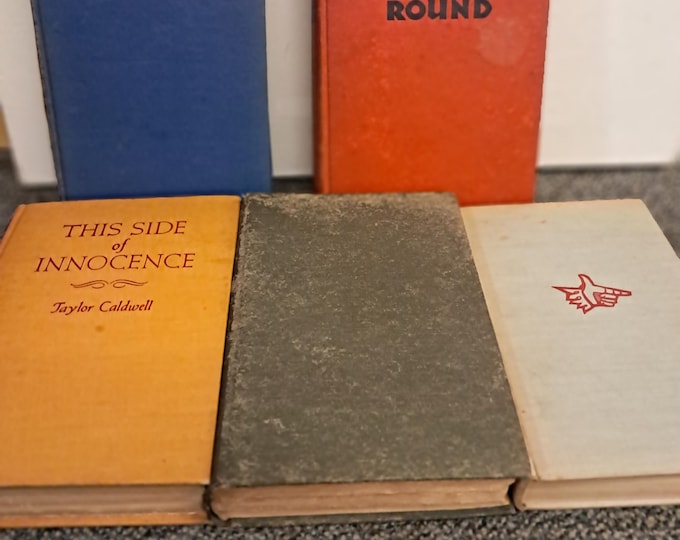 ROUND
THIS SIDE
of
INNOCENCE
Taylor Caldwell